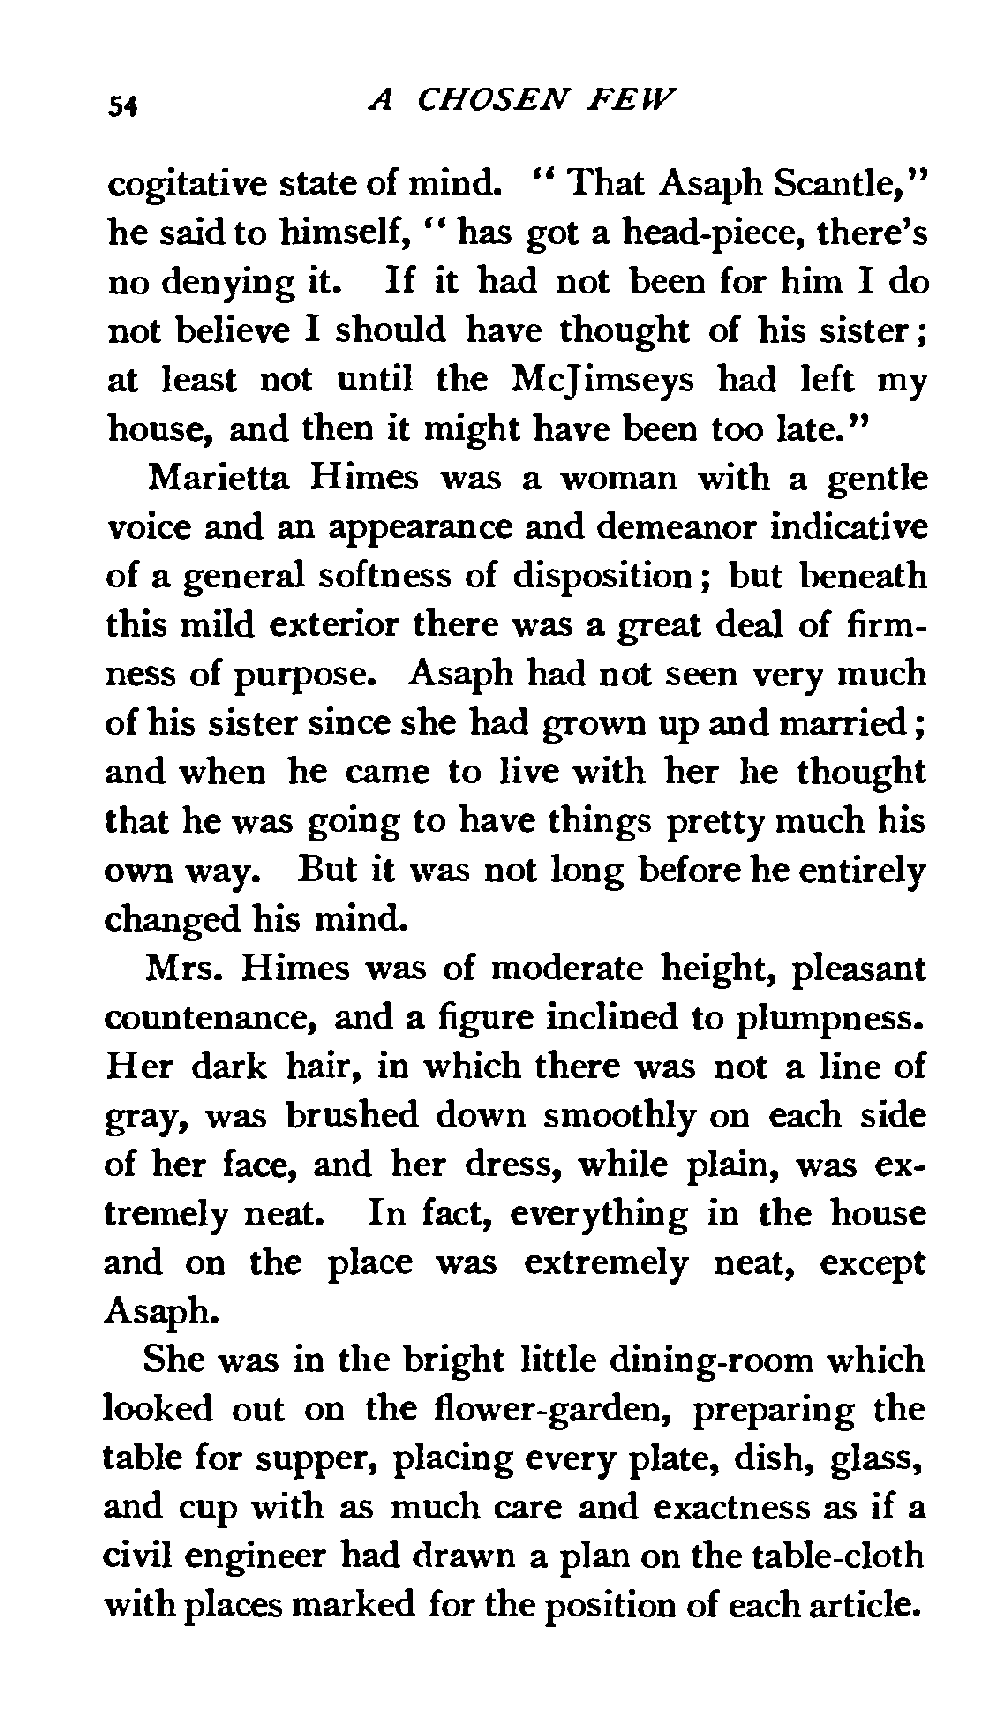 54 A CHOSEN FEW
cogitative state of mind. “ That Asaph Scantle,”
he said to himself, “ has got a head-piece, there’s
no denying it. If it had not been for him I do
not believe I should have thought of his sister ;
at least not until the McJimseys had left my
house, and then it might have been too late.”
Marietta Himes was a woman with a gentle
voice and an appearance and demeanor indicative
of a general softness of disposition ; but beneath
this mild exterior there was a great deal of firm-
ness of purpose. Asaph had not seen very much
of his sister since she had grown up and married ;
and when he came to live with her he thought
that he was going to have things pretty much his
own way. But it was not long before he entirely
changed his mind.
Mrs. Himes was of moderate height, pleasant
countenance, and a figure inclined to plumpness.
Her dark hair, in which there was not a line of
gray, was brushed down smoothly on each side
of her face, and her dress, while plain, was ex-
tremely neat. In fact, everything in the house
and on the place was extremely neat, except
Asaph.
She was in the bright little dining-room which
looked out on the flower-garden, preparing the
table for supper, placing every plate, dish, glass,
and cup with as much care and exactness as if a
civil engineer had drawn a plan on the table-cloth
with places marked for the position of each article.